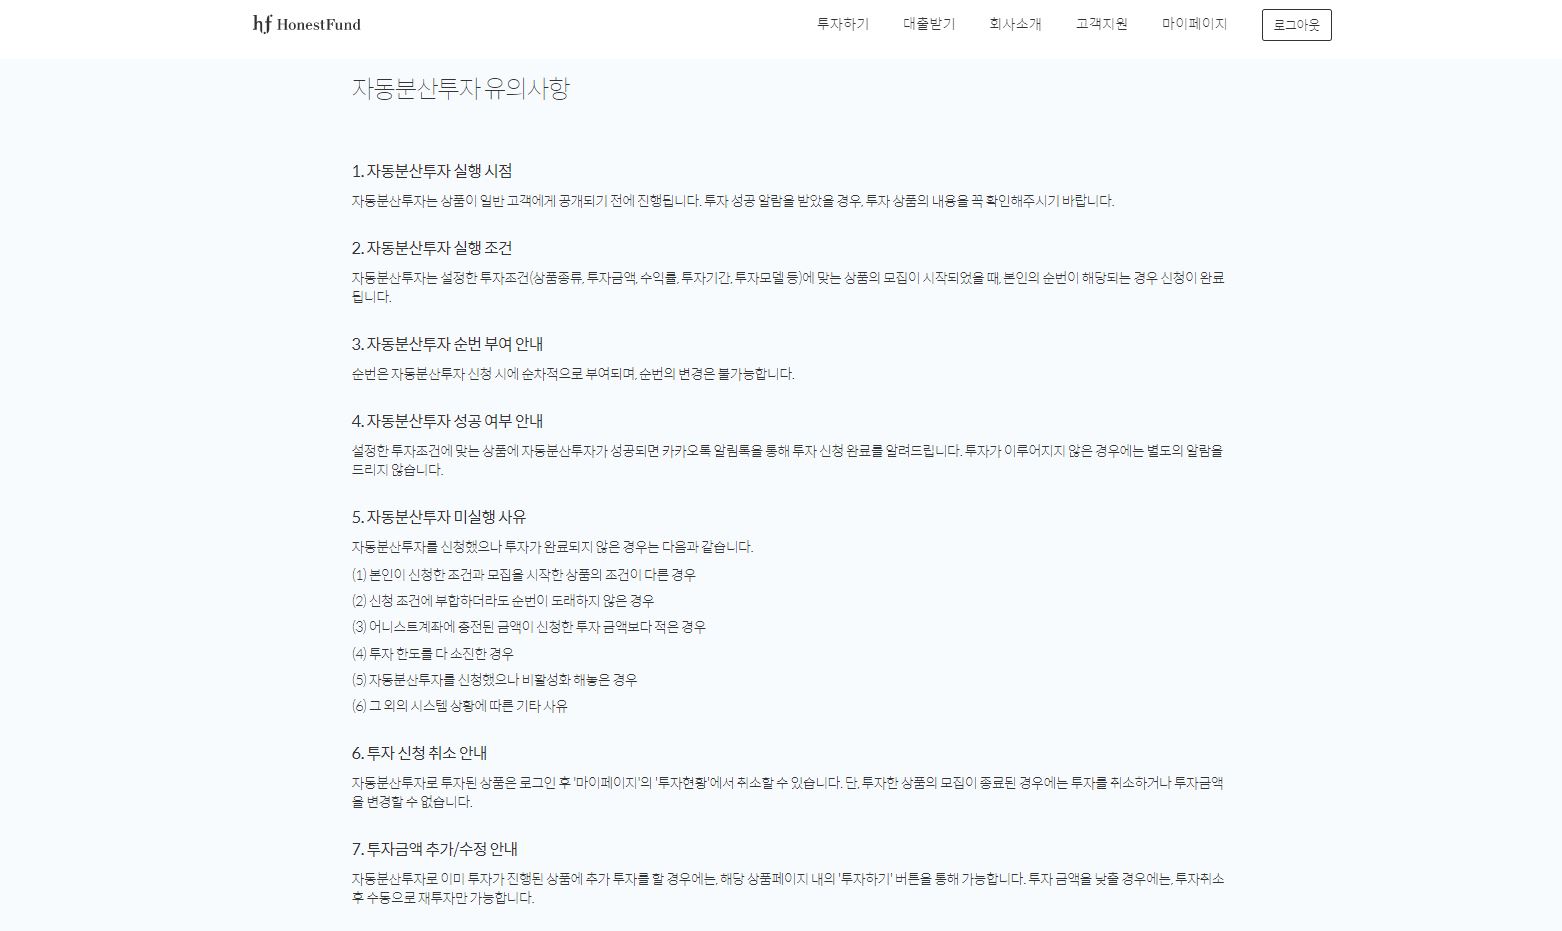 hf HonestFund
투자하기 대출받기 회사소개 고객지원 마이페이지 로그아웃
자동분산투자 유의사항
1. 자동분산투자 실행 시점
자동분산투자는 상품이 일반 고객에게 공개되기 전에 진행됩니다. 투자 성공 알람을 받았을 경우, 투자 상품의 내용을 꼭 확인해주시기 바랍니다.
2. 자동분산투자 실행 조건
자동분산투자는 설정한 투자조건(상품종류, 투자금액, 수익률, 투자기간, 투자모델 등)에 맞는 상품의 모집이 시작되었을 때, 본인의 순번이 해당되는 경우 신청이 완료
됩니다.
3. 자동분산투자 순번 부여 안내
순번은 자동분산투자 신청 시에 순차적으로 부여되며, 순번의 변경은 불가능합니다.
4. 자동분산투자 성공 여부 안내
설정한 투자조건에 맞는 상품에 자동분산투자가 성공되면 카카오톡 알림톡을 통해 투자 신청 완료를 알려드립니다. 투자가 이루어지지 않은 경우에는 별도의 알람을
드리지 않습니다.
5. 자동분산투자 미실행 사유
자동분산투자를 신청했으나 투자가 완료되지 않은 경우는 다음과 같습니다.
(1) 본인이 신청한 조건과 모집을 시작한 상품의 조건이 다른 경우
(2) 신청 조건에 부합하더라도 순번이 도래하지 않은 경우
(3) 어니스트계좌에 충전된 금액이 신청한 투자 금액보다 적은 경우
(4) 투자 한도를 다 소진한 경우
(5) 자동분산투자를 신청했으나 비활성화 해놓은 경우
(6) 그 외의 시스템 상황에 따른 기타 사유
6. 투자 신청 취소 안내
자동분산투자로 투자된 상품은 로그인 후 '마이페이지'의 '투자현황'에서 취소할 수 있습니다. 단, 투자한 상품의 모집이 종료된 경우에는 투자를 취소하거나 투자금액
을 변경할 수 없습니다.
7. 투자금액 추가/수정 안내
자동분산투자로 이미 투자가 진행된 상품에 추가 투자를 할 경우에는, 해당 상품페이지 내의 '투자하기' 버튼을 통해 가능합니다. 투자 금액을 낮출 경우에는, 투자취소
후 수동으로 재투자만 가능합니다.